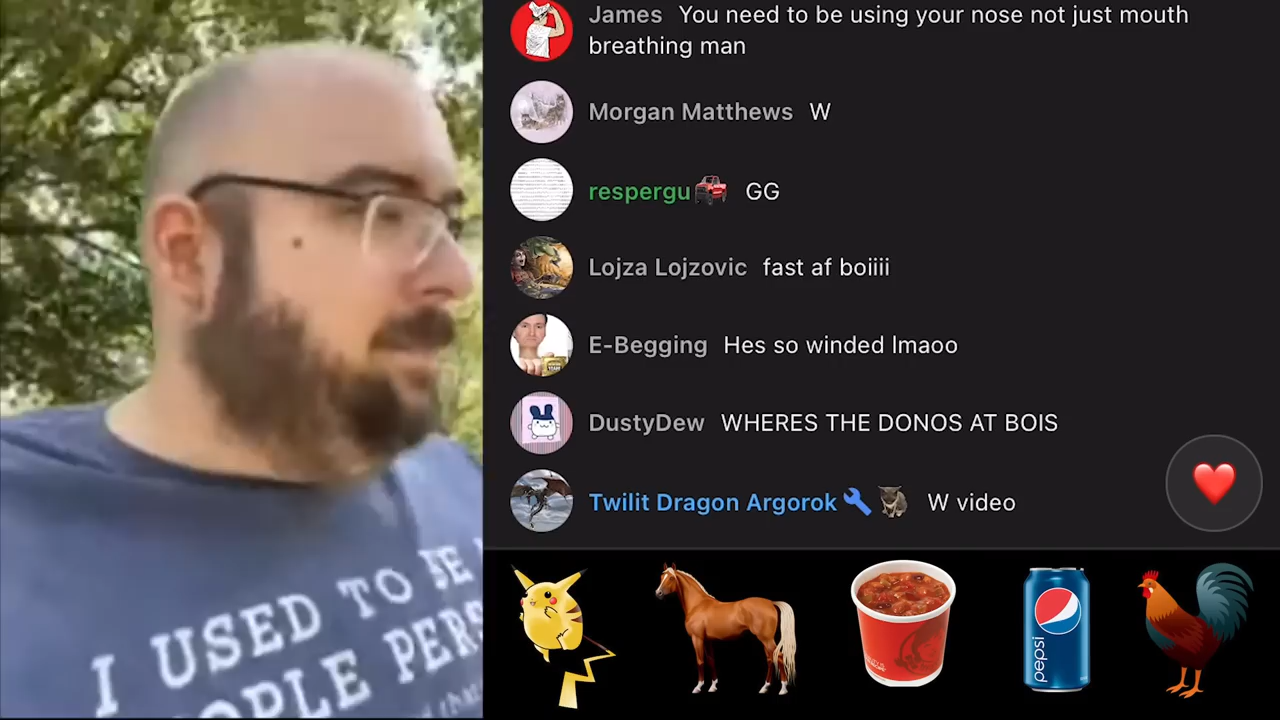 James You need to be using your nose not just mouth
breathing man
Morgan Matthews W
respergu GG
Lojza Lojzovic fast af boiiii
E-Begging Hes so winded lmaoo
DustyDew WHERES THE DONOS AT BOIS
Twilit Dragon Argorok W video
I USED TO BE
OPLE PERS
pepsi